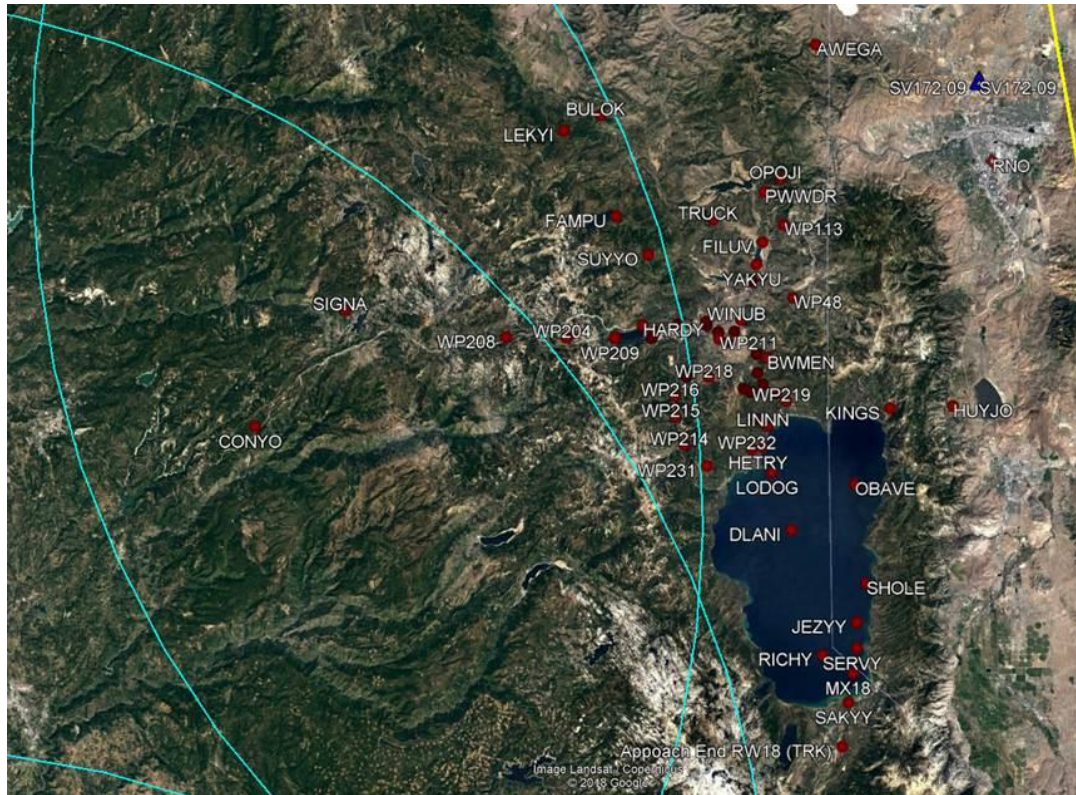 AWEGA
SV172-09 SV172-09
BULOK
LEKYI
RNO
OPOJI
PWWDR
FAMPU
TRUCK
WP113
FILUV
SUYYO
YAKYU
SIGNA
WP48
WINUB
WP208
WP204
HARDY
WP209
WP211
BWMEN
WP218
WP216
WP219
WP215
LINNN
KINGS
HUYJO
CONYO
WP214
WP232
WP231
HETRY
LODOG
OBAVE
DLANI
SHOLE
JEZYY
RICHY
SERVY
MX18
SAKYY
Appoach End RW18 (TRK)
Image Landsat / Copernicus
© 2018 Google